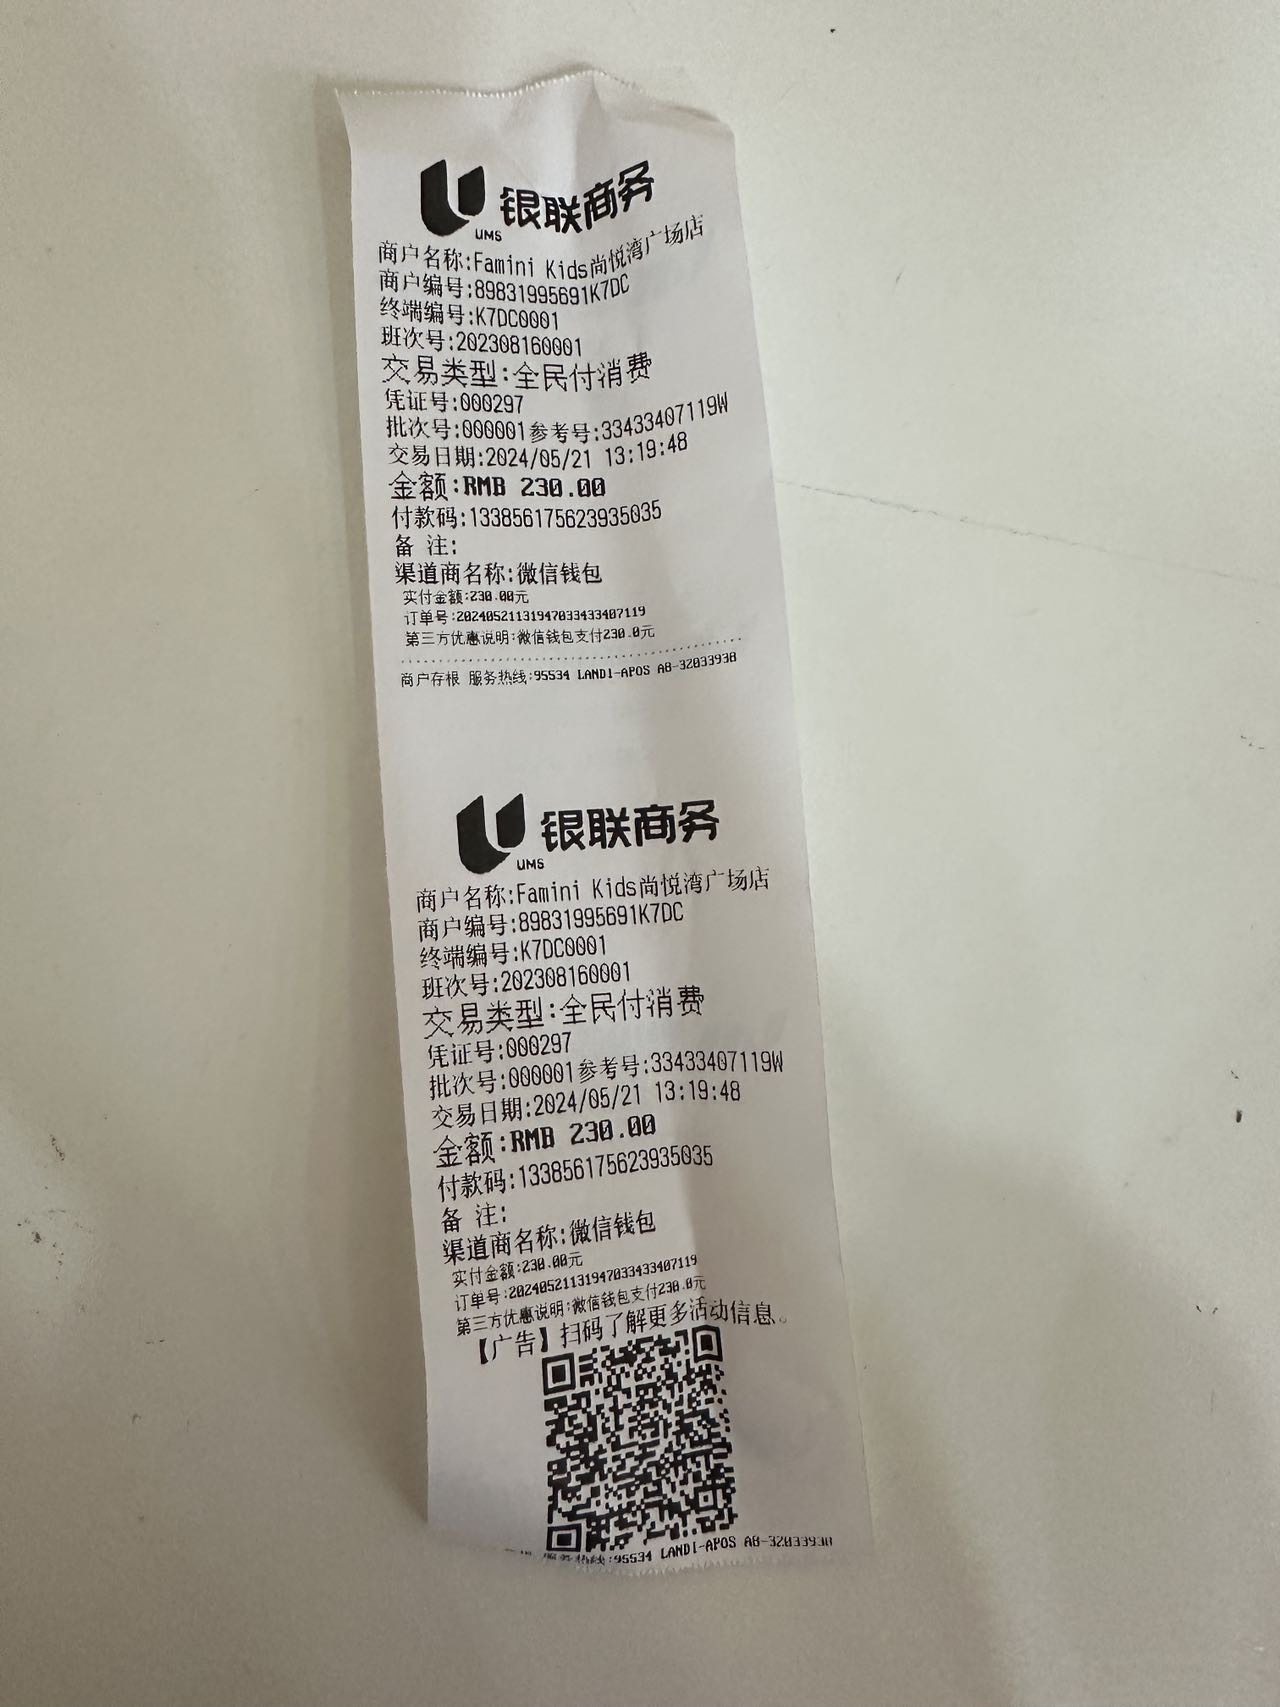 银联商务
UMS
商户名称:Famini Kids尚悦湾广场店
商户编号:89831995691K7DC
终端编号:K7DC0001
班次号:202308160001
交易类型:全民付消费
凭证号:000297
批次号:000001参考号:33433407119W
交易日期:2024/05/21 13:19:48
金额:RMB 230.00
付款码:133856175623935035
备 注:
渠道商名称:微信钱包
实付金额:230.00元
订单号:20240521131947033433407119
第三方优惠说明:微信钱包支付230.0元
商户存根 服务热线:95534 LANDI-APOS A8-32033938
银联商务
UMS
商户名称:Famini Kids尚悦湾广场店
商户编号:89831995691K7DC
终端编号:K7DC0001
班次号:202308160001
交易类型:全民付消费
凭证号:000297
批次号:000001参考号:33433407119W
交易日期:2024/05/21 13:19:48
金额:RMB 230.00
付款码:133856175623935035
备 注:
渠道商名称:微信钱包
实付金额:230.00元
订单号:20240521131947033433407119
第三方优惠说明:微信钱包支付230.0元
【广告】扫码了解更多活动信息。
服务热线:95534 LANDI-APOS A8-32033938